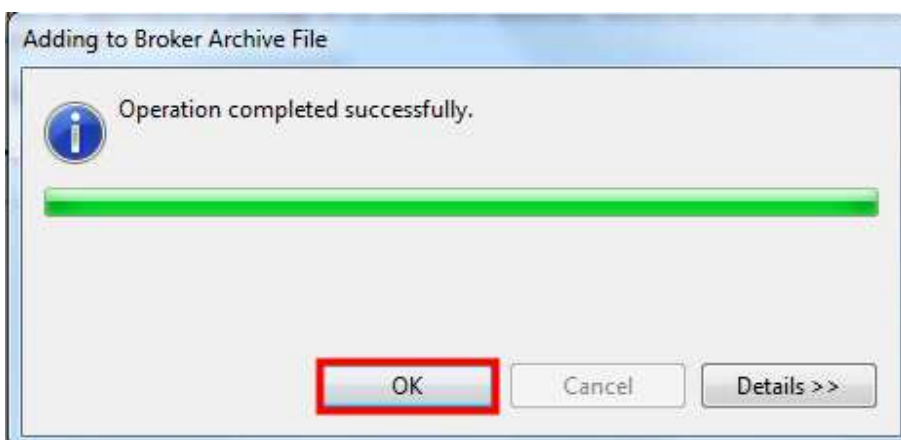 Adding to Broker Archive File
Operation completed successfully.
OK Cancel Details >>